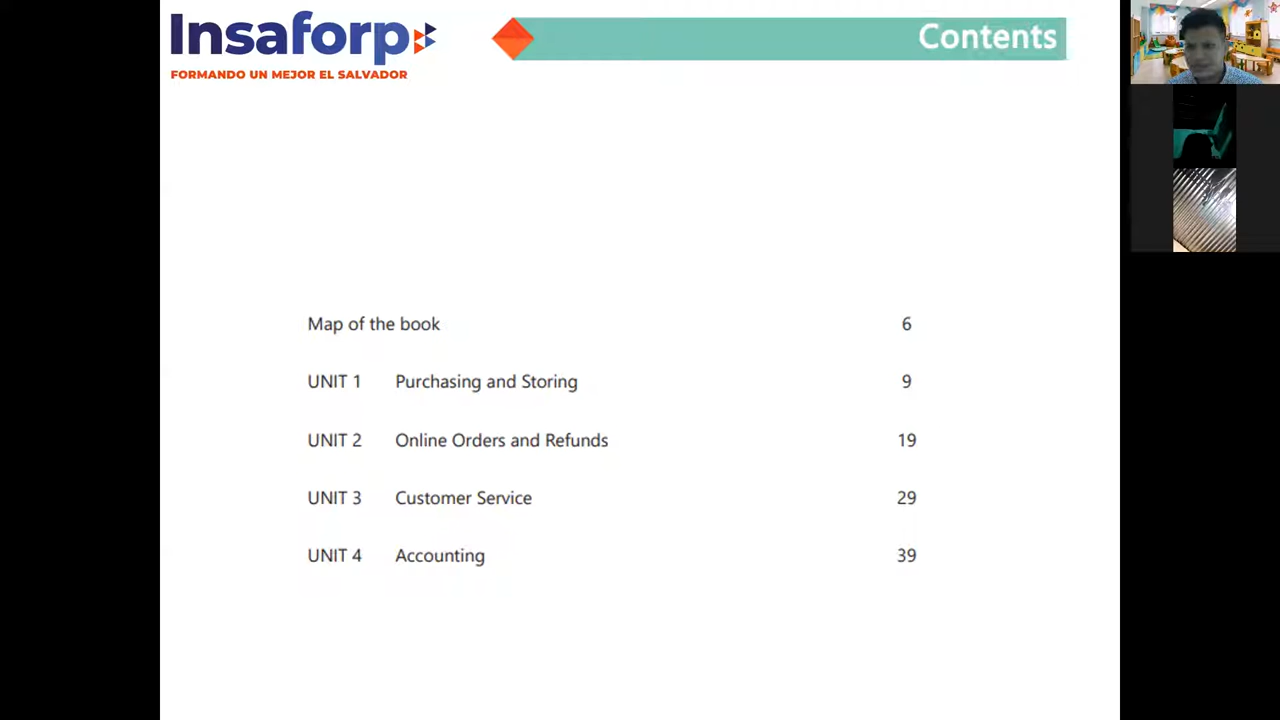 Insaforp
FORMANDO UN MEJOR EL SALVADOR
Contents
Map of the book 6
UNIT 1 Purchasing and Storing 9
UNIT 2 Online Orders and Refunds 19
UNIT 3 Customer Service 29
UNIT 4 Accounting 39